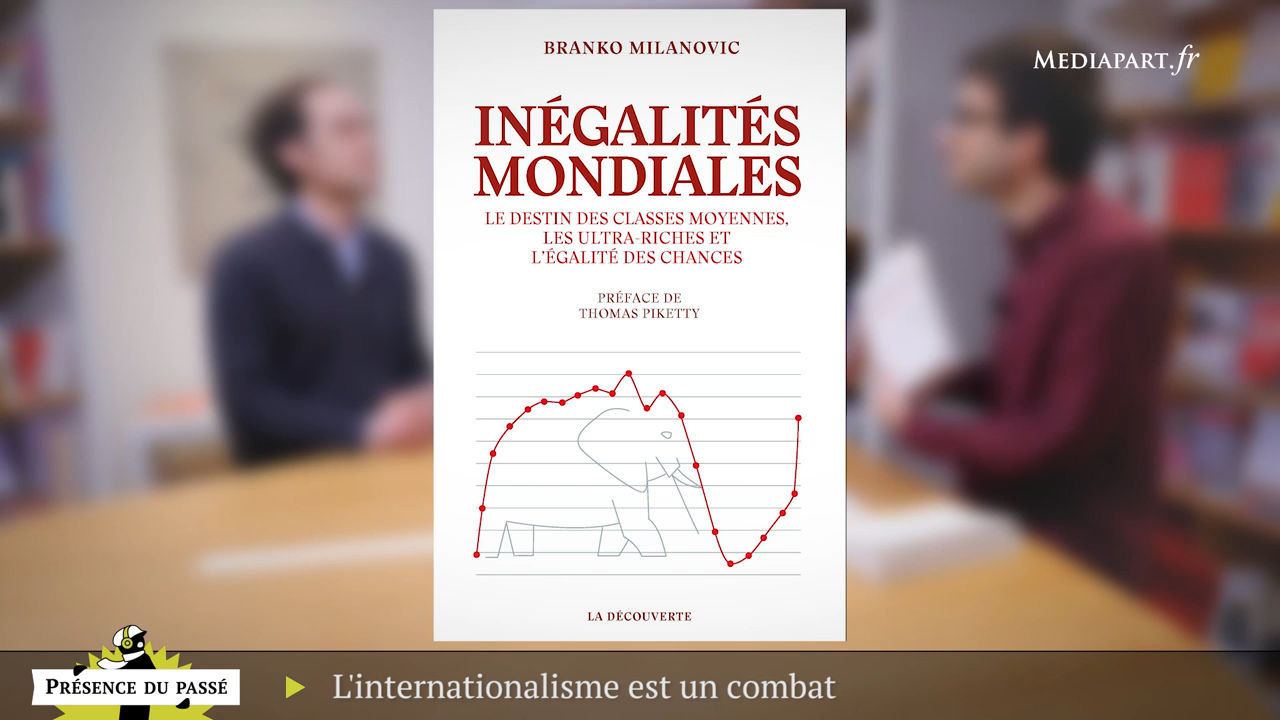 BRANKO MILANOVIC
MEDIAPART.fr
INÉGALITÉS
MONDIALES
LE DESTIN DES CLASSES MOYENNES,
LES ULTRA-RICHES ET
L'ÉGALITÉ DES CHANCES
PRÉFACE DE
THOMAS PIKETTY
LA DÉCOUVERTE
PRÉSENCE DU PASSÉ
L'internationalisme est un combat